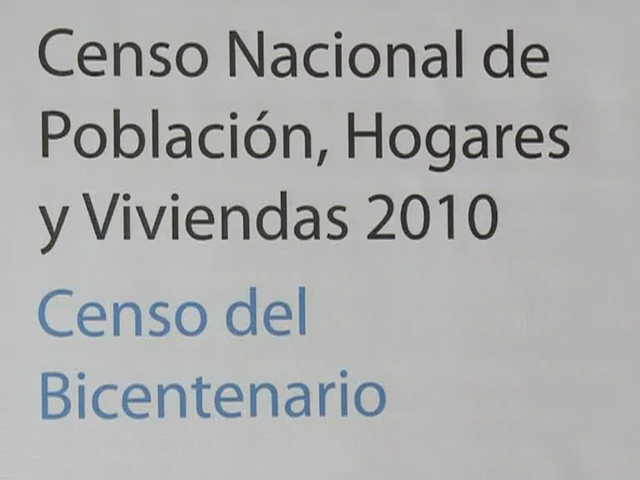 Censo Nacional de
Población, Hogares
y Viviendas 2010
Censo del
Bicentenario